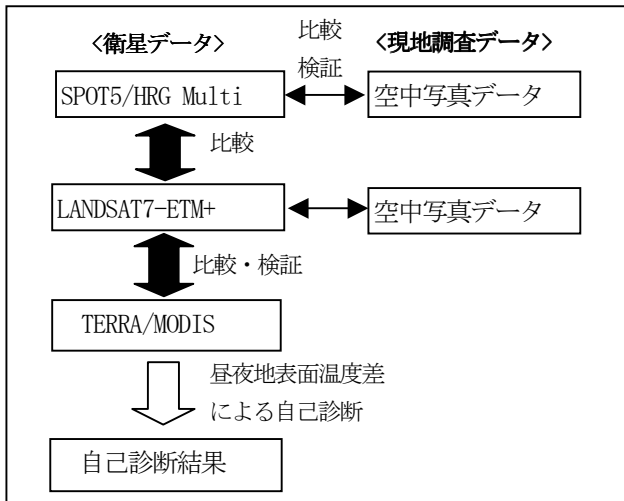 <衛星データ>
比較
検証
<現地調査データ>
SPOT5/HRG Multi
空中写真データ
比較
LANDSAT7-ETM+
空中写真データ
比較・検証
TERRA/MODIS
昼夜地表面温度差
による自己診断
自己診断結果